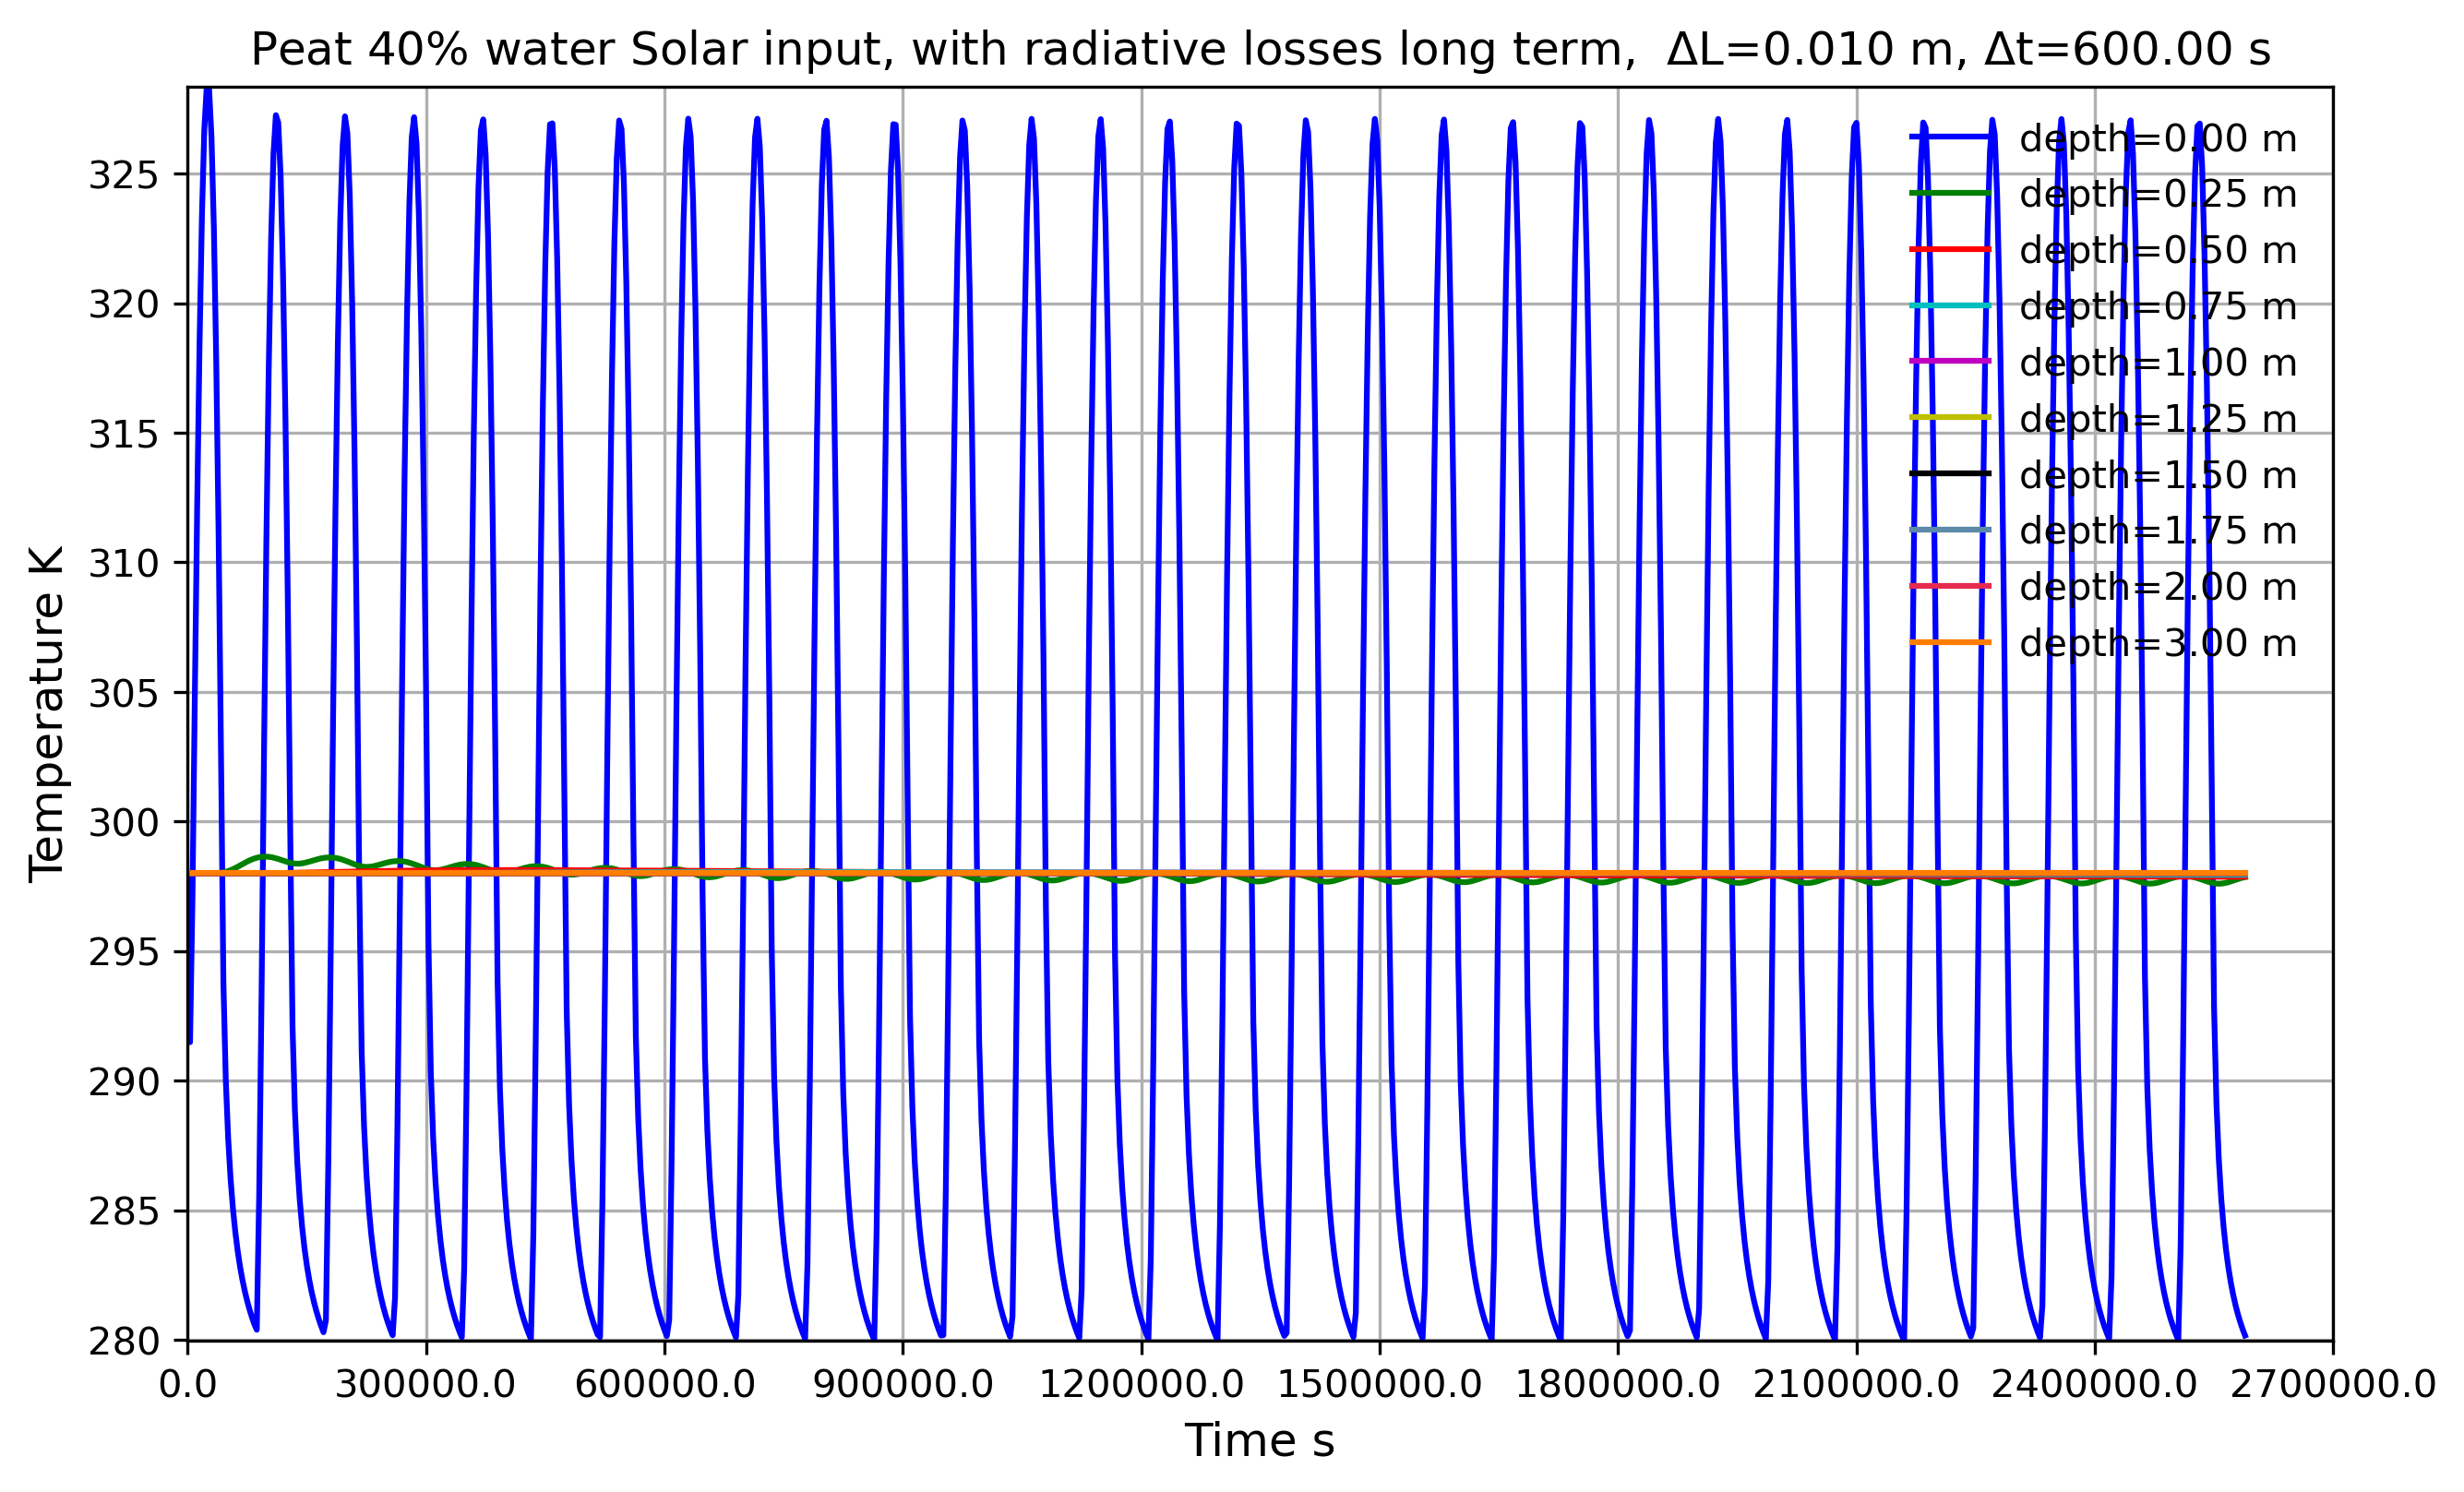 Peat 40% water Solar input, with radiative losses long term, ΔL=0.010 m, Δt=600.00 s
depth=0.00 m
depth=0.25 m
depth=0.50 m
depth=0.75 m
depth=1.00 m
depth=1.25 m
depth=1.50 m
depth=1.75 m
depth=2.00 m
depth=3.00 m
Temperature K
325
320
315
310
305
300
295
290
285
280
0.0 300000.0 600000.0 900000.0 1200000.0 1500000.0 1800000.0 2100000.0 2400000.0 2700000.0
Time s